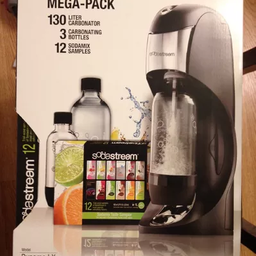 MEGA-PACK
130 LITER
CARBONATOR
3 CARBONATING
BOTTLES
12 SODAMIX
SAMPLES
sodastream
sodastream
12
sodastream 12